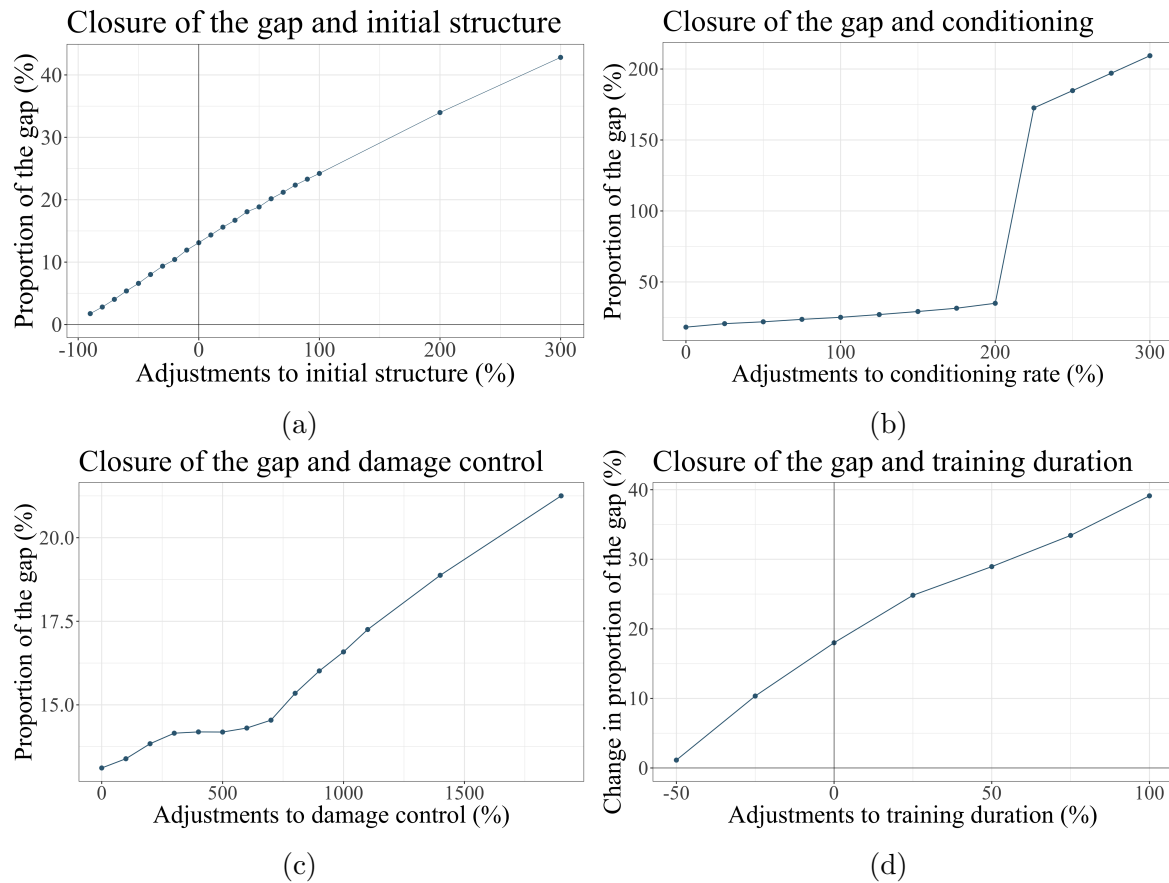 Closure of the gap and initial structure
Proportion of the gap (%)
40
30
20
10
0
-100 0 100 200 300
Adjustments to initial structure (%)
(a)
Closure of the gap and conditioning
Proportion of the gap (%)
200
150
100
50
0 100 200 300
Adjustments to conditioning rate (%)
(b)
Closure of the gap and damage control
Proportion of the gap (%)
20.0
17.5
15.0
0 500 1000 1500
Adjustments to damage control (%)
(c)
Closure of the gap and training duration
Change in proportion of the gap (%)
40
30
20
10
0
-50 0 50 100
Adjustments to training duration (%)
(d)